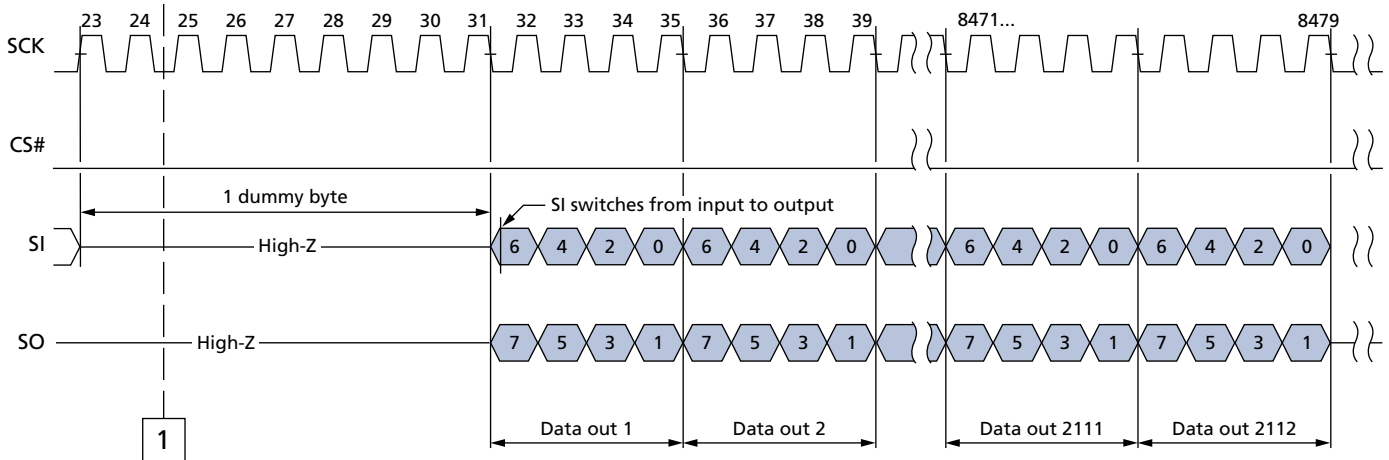 23 24 25 26 27 28 29 30 31 32 33 34 35 36 37 38 39 8471... 8479
SCK
CS#
1 dummy byte
SI switches from input to output
SI High-Z 6 4 2 0 6 4 2 0 6 4 2 0 6 4 2 0
SO High-Z 7 5 3 1 7 5 3 1 7 5 3 1 7 5 3 1
1 Data out 1 Data out 2 Data out 2111 Data out 2112